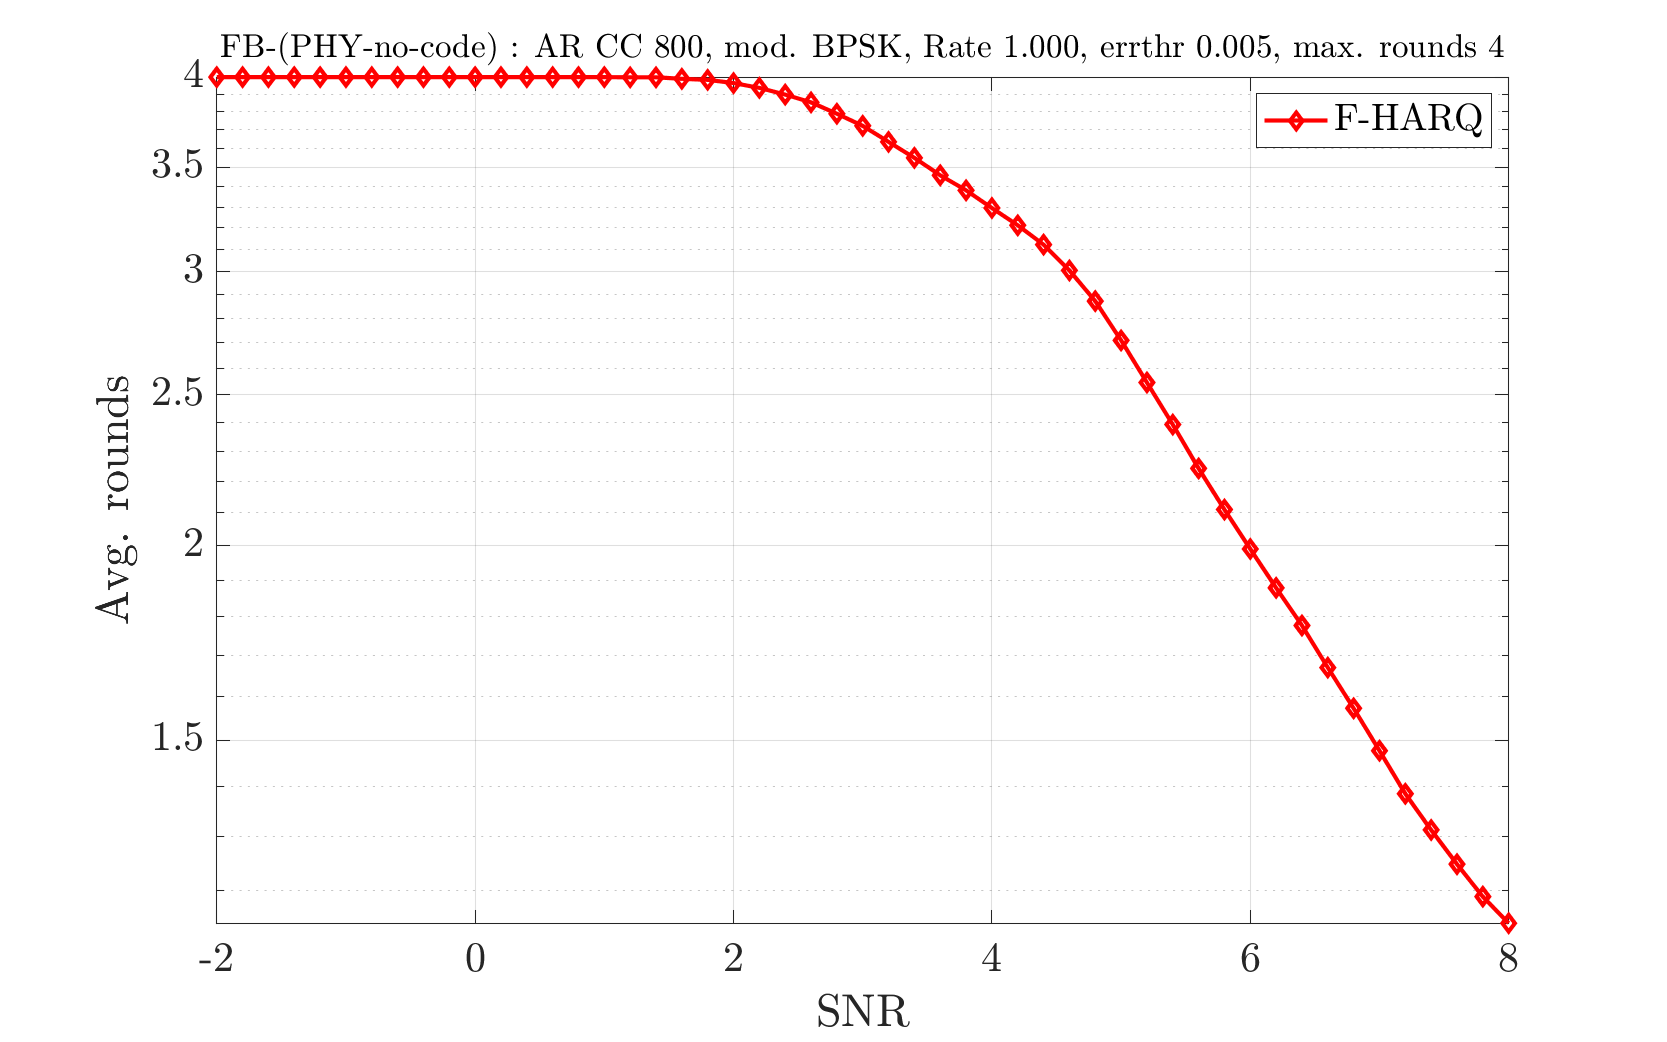 FB-(PHY-no-code) : AR CC 800, mod. BPSK, Rate 1.000, errthr 0.005, max. rounds 4
F-HARQ
4
3.5
3
2.5
2
1.5
Avg. rounds
-2 0 2 4 6 8
SNR